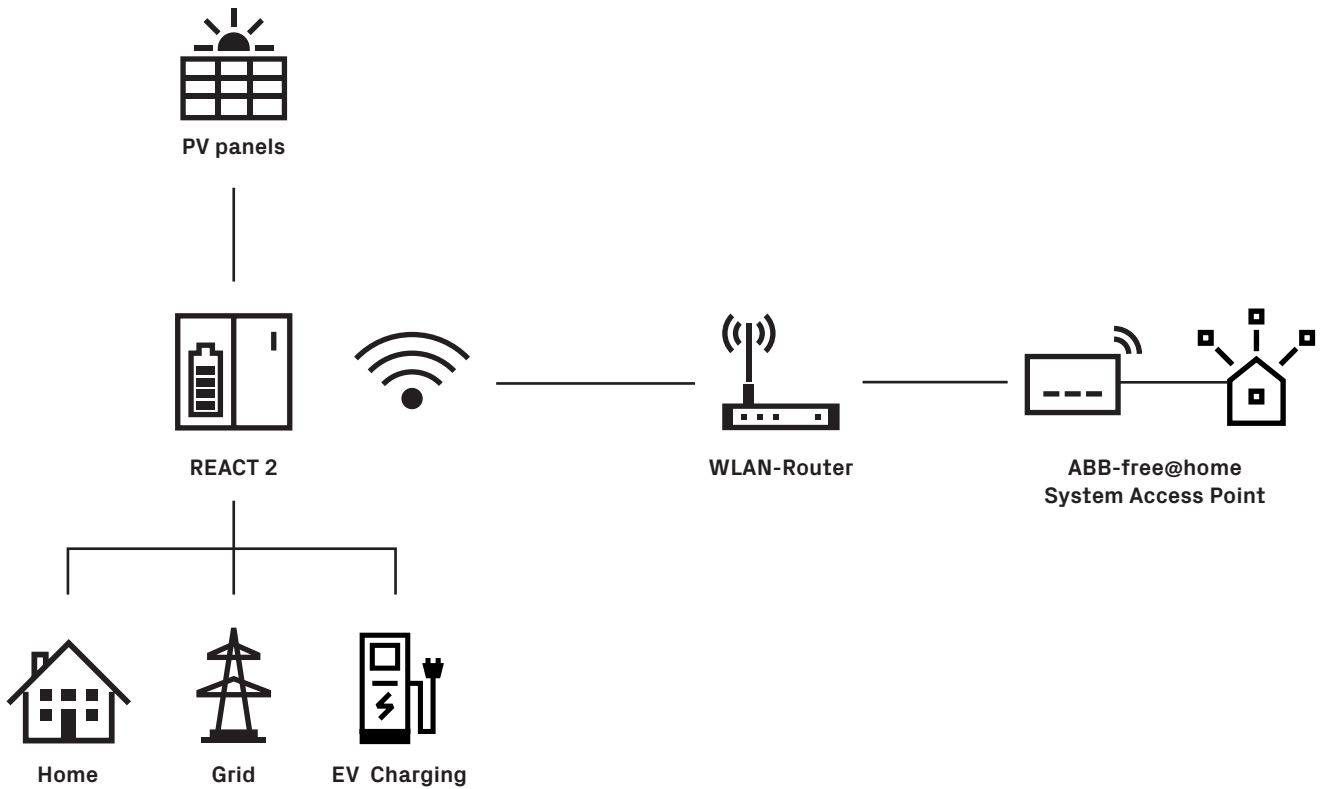 PV panels
REACT 2
WLAN-Router
ABB-free@home
System Access Point
Home
Grid
EV Charging